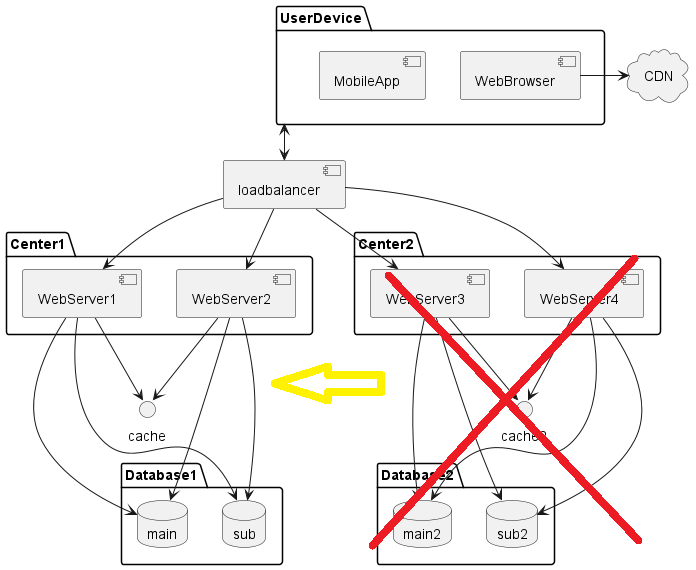 UserDevice
MobileApp
WebBrowser
CDN
loadbalancer
Center1
Center2
WebServer1
WebServer2
WebServer3
WebServer4
cache
cache2
Database1
Database2
main
sub
main2
sub2